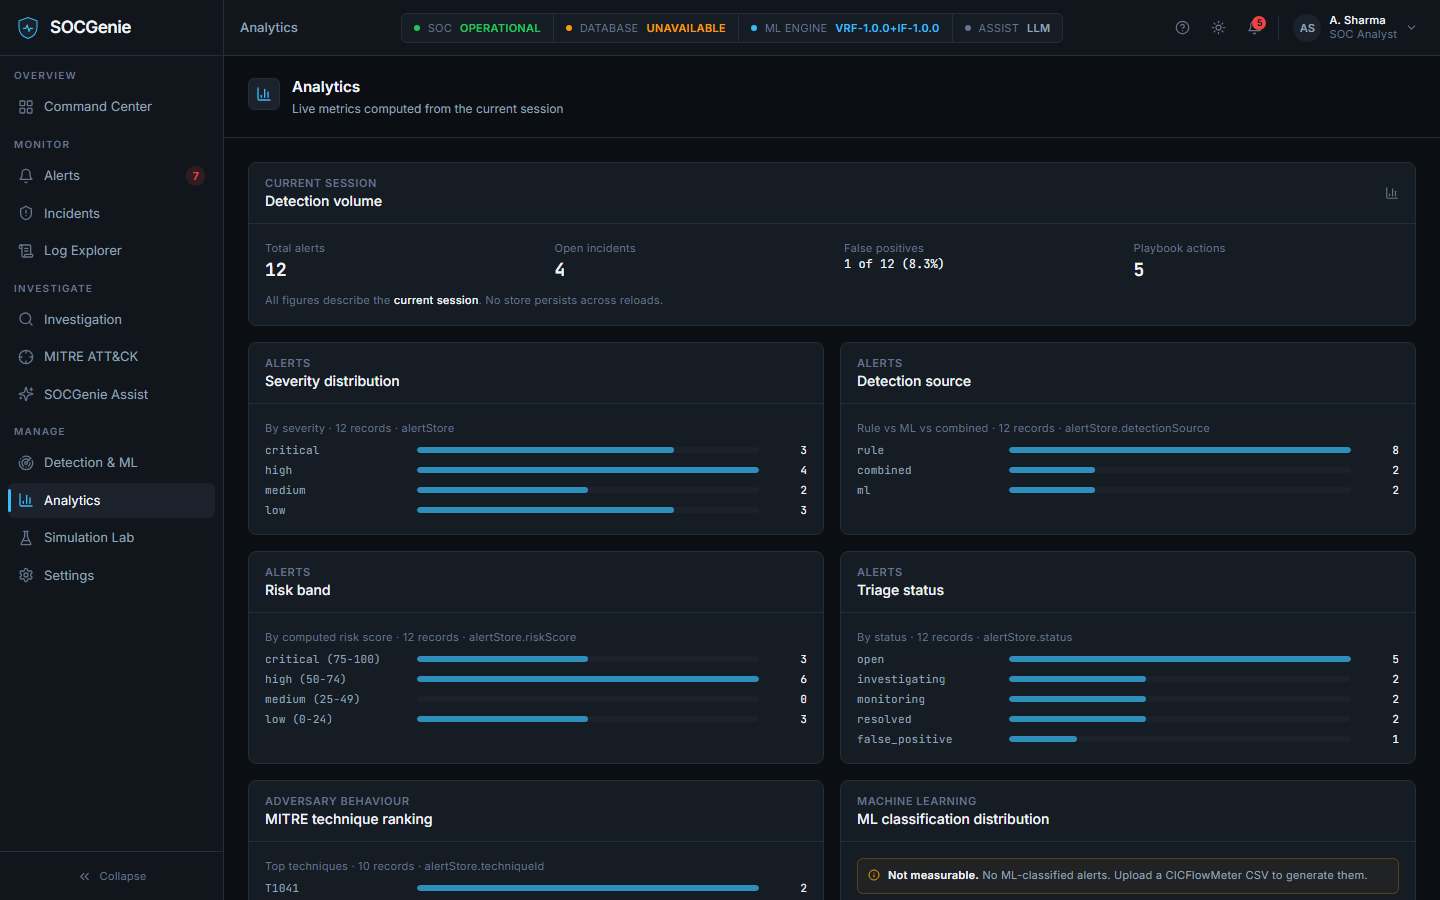 SOCGenie
Analytics
SOC OPERATIONAL
DATABASE UNAVAILABLE
ML ENGINE VRF-1.0.0+IF-1.0.0
ASSIST LLM
5
AS
A. Sharma
SOC Analyst
OVERVIEW
Command Center
MONITOR
Alerts 7
Incidents
Log Explorer
INVESTIGATE
Investigation
MITRE ATT&CK
SOCGenie Assist
MANAGE
Detection & ML
Analytics
Simulation Lab
Settings
Collapse
Analytics
Live metrics computed from the current session
CURRENT SESSION
Detection volume
Total alerts
12
Open incidents
4
False positives
1 of 12 (8.3%)
Playbook actions
5
All figures describe the current session. No store persists across reloads.
ALERTS
Severity distribution
By severity · 12 records · alertStore
critical 3
high 4
medium 2
low 3
ALERTS
Detection source
Rule vs ML vs combined · 12 records · alertStore.detectionSource
rule 8
combined 2
ml 2
ALERTS
Risk band
By computed risk score · 12 records · alertStore.riskScore
critical (75-100) 3
high (50-74) 6
medium (25-49) 0
low (0-24) 3
ALERTS
Triage status
By status · 12 records · alertStore.status
open 5
investigating 2
monitoring 2
resolved 2
false_positive 1
ADVERSARY BEHAVIOUR
MITRE technique ranking
Top techniques · 10 records · alertStore.techniqueId
T1041 2
MACHINE LEARNING
ML classification distribution
Not measurable. No ML-classified alerts. Upload a CICFlowMeter CSV to generate them.